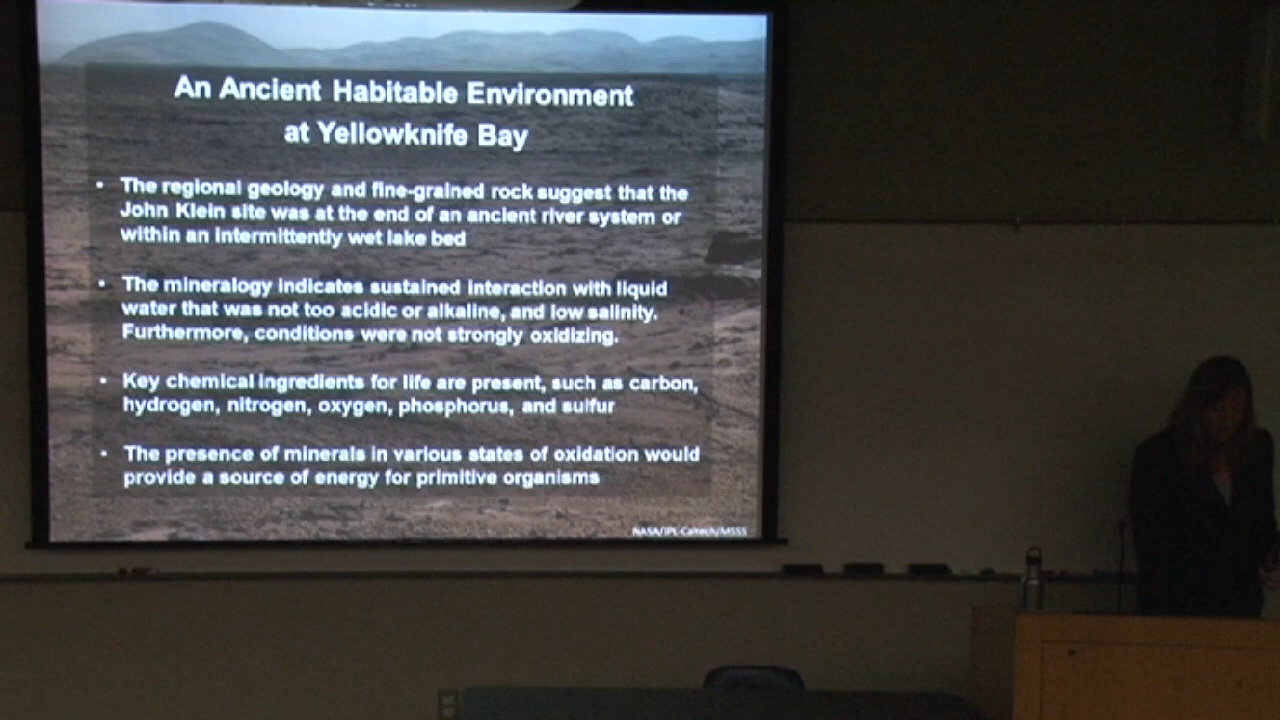 An Ancient Habitable Environment
at Yellowknife Bay
• The regional geology and fine-grained rock suggest that the
John Klein site was at the end of an ancient river system or
within an intermittently wet lake bed
• The mineralogy indicates sustained interaction with liquid
water that was not too acidic or alkaline, and low salinity.
Furthermore, conditions were not strongly oxidizing.
• Key chemical ingredients for life are present, such as carbon,
hydrogen, nitrogen, oxygen, phosphorus, and sulfur
• The presence of minerals in various states of oxidation would
provide a source of energy for primitive organisms
NASA/JPL-Caltech/MSSS